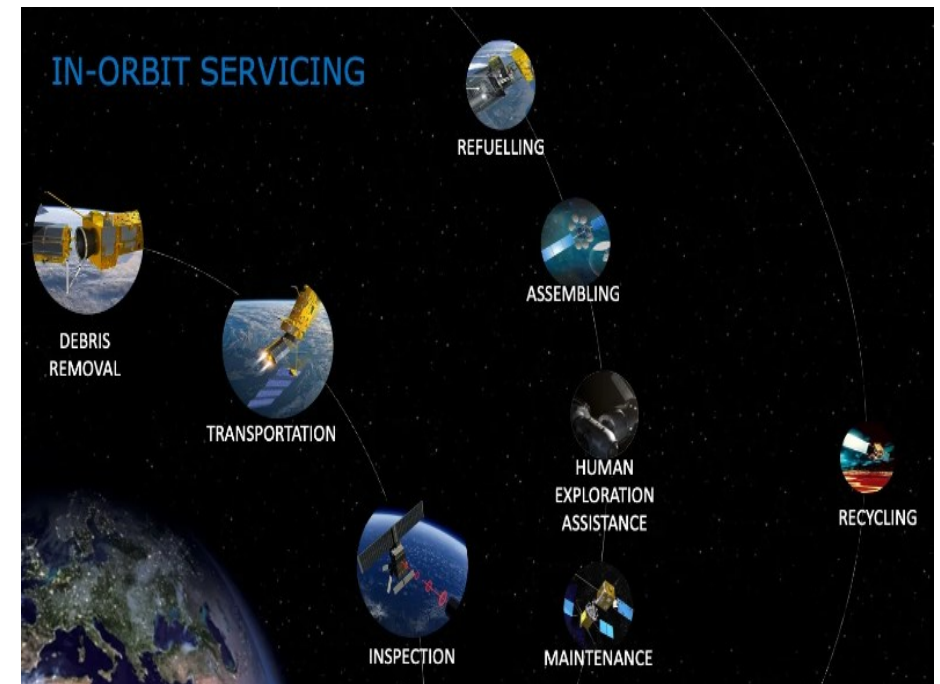 IN-ORBIT SERVICING
REFUELLING
ASSEMBLING
DEBRIS
REMOVAL
TRANSPORTATION
HUMAN
EXPLORATION
ASSISTANCE
RECYCLING
INSPECTION
MAINTENANCE